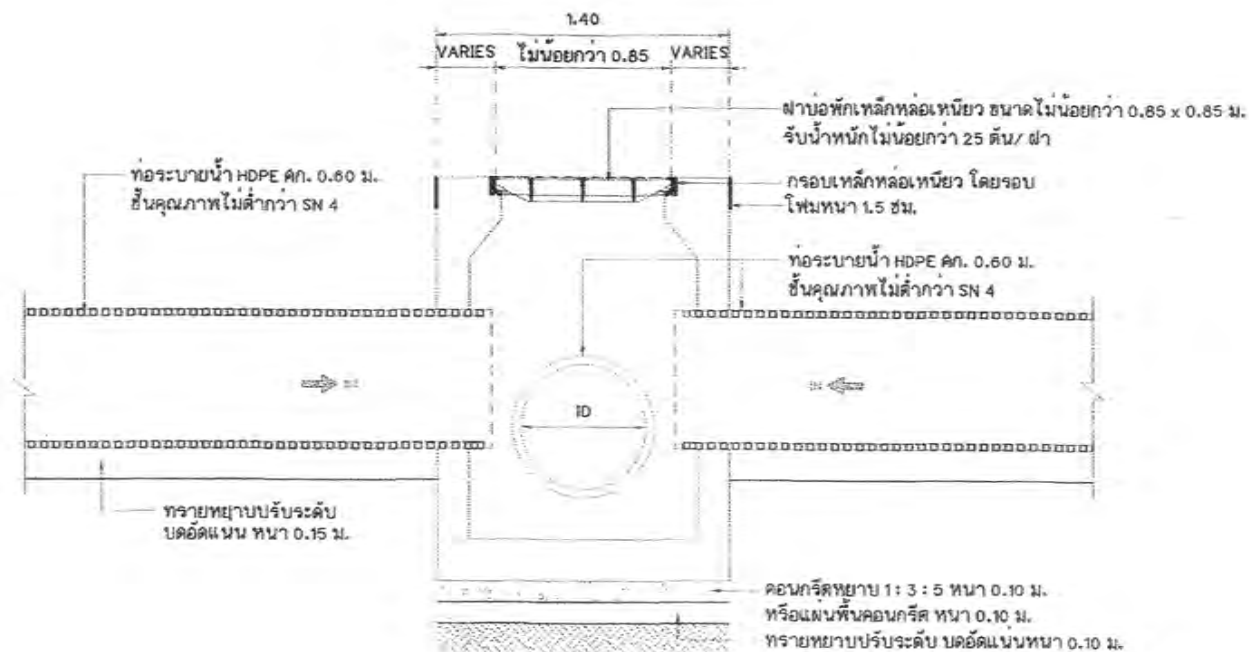 1.40
VARIES ไม่น้อยกว่า 0.85 VARIES
ฝาบ่อพักเหล็กหล่อเหนียว ขนาดไม่น้อยกว่า 0.85 x 0.85 ม.
รับน้ำหนักไม่น้อยกว่า 25 ตัน/ ฝา
ท่อระบายน้ำ HDPE คก. 0.60 ม.
ชั้นคุณภาพไม่ต่ำกว่า SN 4
กรอบเหล็กหล่อเหนียว โดยรอบ
โฟมหนา 1.5 ซม.
ท่อระบายน้ำ HDPE คก. 0.60 ม.
ชั้นคุณภาพไม่ต่ำกว่า SN 4
IN
ID
ทรายหยาบปรับระดับ
บดอัดแน่น หนา 0.15 ม.
คอนกรีตหยาบ 1 : 3 : 5 หนา 0.10 ม.
หรือแผ่นพื้นคอนกรีต หนา 0.10 ม.
ทรายหยาบปรับระดับ บดอัดแน่นหนา 0.10 ม.